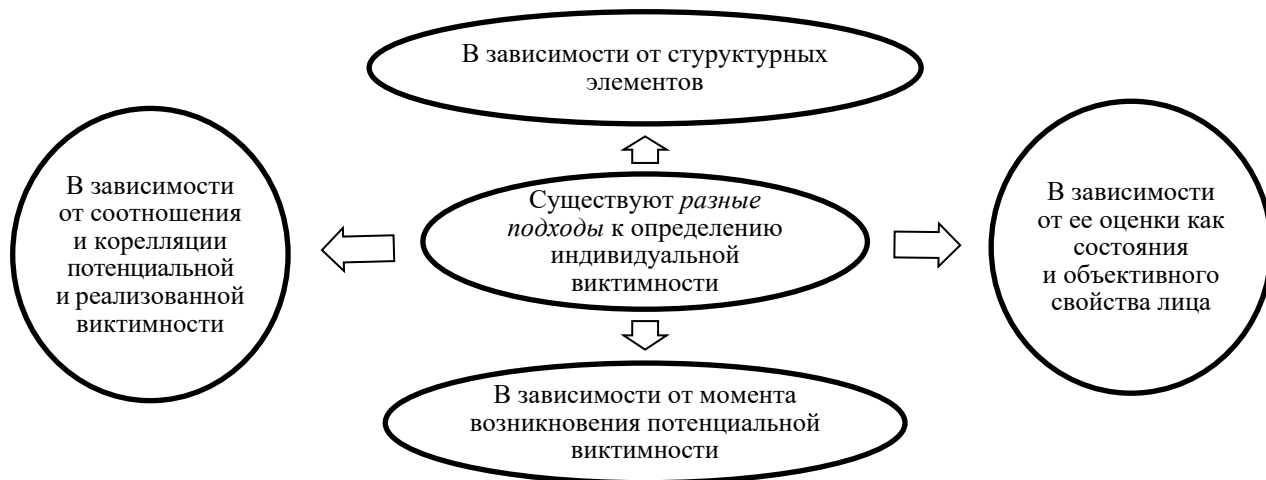 В зависимости от стуруктурных
элементов
В зависимости
от соотношения
и корелляции
потенциальной
и реализованной
виктимности
Существуют разные
подходы к определению
индивидуальной
виктимности
В зависимости
от ее оценки как
состояния
и объективного
свойства лица
В зависимости от момента
возникновения потенциальной
виктимности